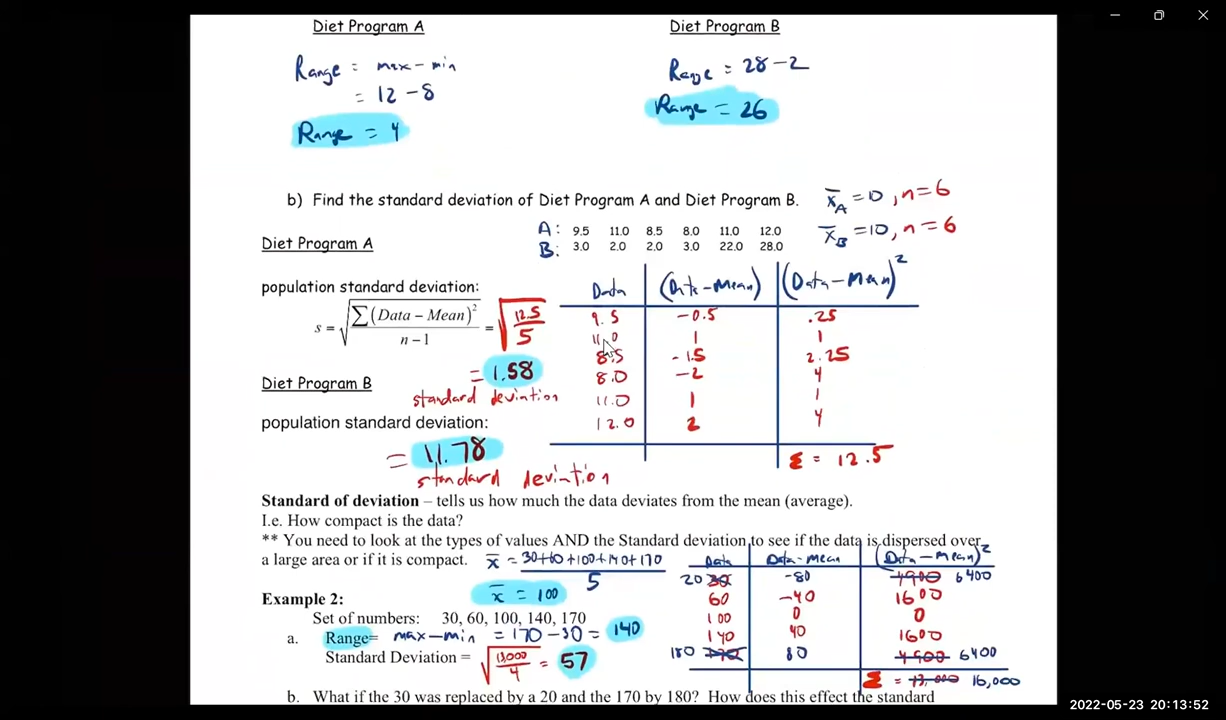 Diet Program A
Diet Program B
Range = max - min
= 12 - 8
Range = 4
Range = 28 - 2
Range = 26
b) Find the standard deviation of Diet Program A and Diet Program B.
x̄A = 10, n = 6
x̄B = 10, n = 6
A: 9.5 11.0 8.5 8.0 11.0 12.0
B: 3.0 2.0 2.0 3.0 22.0 28.0
Diet Program A
population standard deviation:
s = √(∑(Data – Mean)² / n – 1) = √(12.5 / 5)
= 1.58
standard deviation
Data (Data - Mean) (Data - Mean)²
9.5 -0.5 .25
11.0 1 1
8.5 -1.5 2.25
8.0 -2 4
11.0 1 1
12.0 2 4
Σ = 12.5
Diet Program B
population standard deviation:
= 11.78
standard deviation
Standard of deviation – tells us how much the data deviates from the mean (average).
I.e. How compact is the data?
** You need to look at the types of values AND the Standard deviation to see if the data is dispersed over
a large area or if it is compact.
x̄ = 30+60+100+140+170 / 5
x̄ = 100
Data Data - Mean (Data - Mean)²
20 30 -80 4900 6400
60 -40 1600
100 0 0
140 40 1600
180 170 80 4900 6400
Σ = 13,000 16,000
Example 2:
Set of numbers: 30, 60, 100, 140, 170
a. Range= max - min = 170 - 30 = 140
Standard Deviation = √(13,000 / 4) = 57
b. What if the 30 was replaced by a 20 and the 170 by 180? How does this effect the standard
2022-05-23 20:13:52